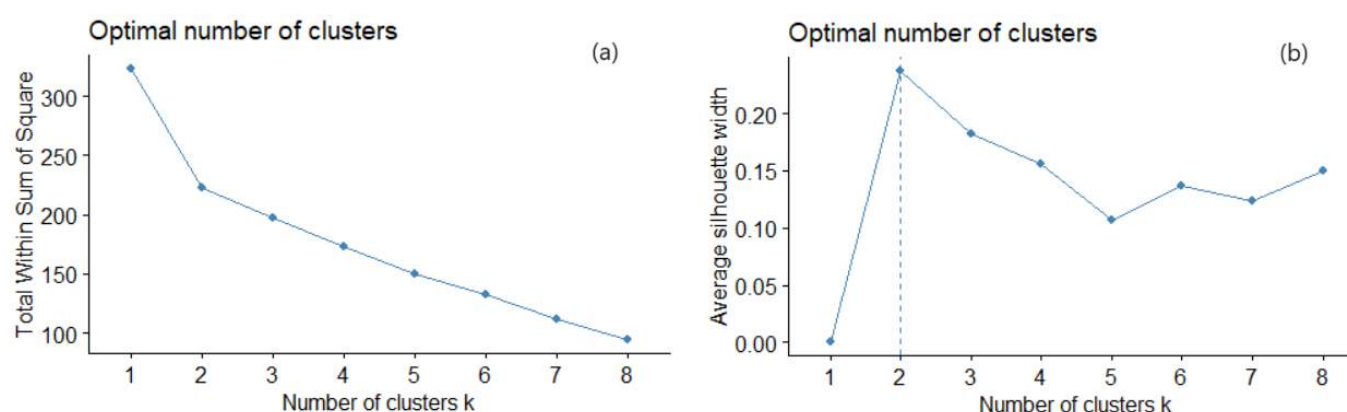 Optimal number of clusters
(a)
Total Within Sum of Square
300
250
200
150
100
1 2 3 4 5 6 7 8
Number of clusters k
Optimal number of clusters
(b)
Average silhouette width
0.20
0.15
0.10
0.05
0.00
1 2 3 4 5 6 7 8
Number of clusters k